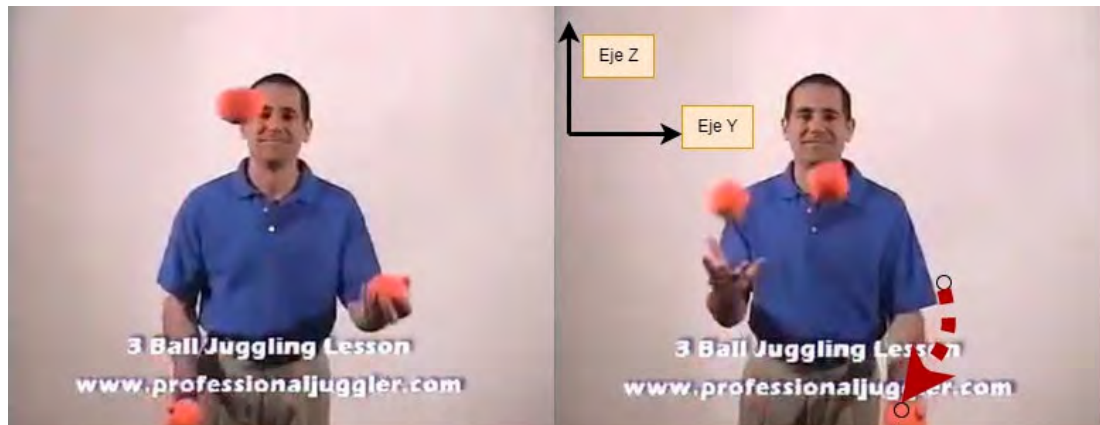 Eje Z
Eje Y
3 Ball Juggling Lesson
www.professionaljuggler.com
3 Ball Juggling Lesson
www.professionaljuggler.com